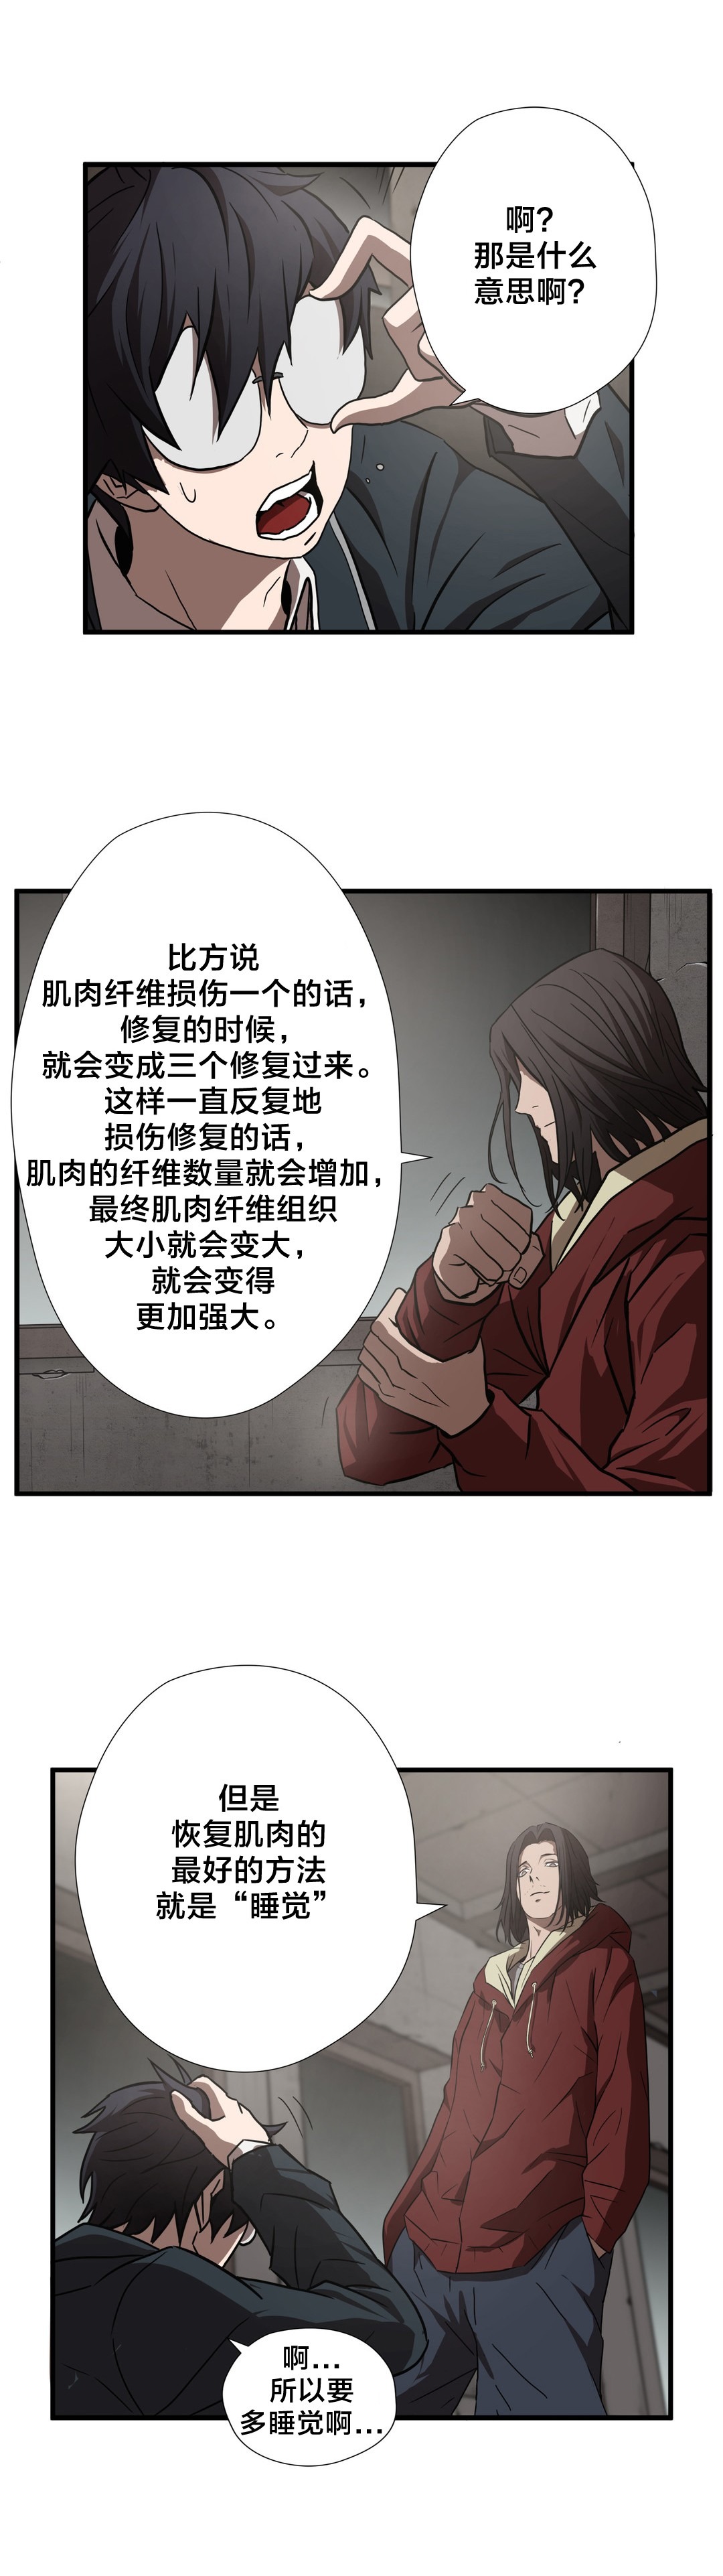 啊？
那是什么
意思啊？
比方说
肌肉纤维损伤一个的话，
修复的时候，
就会变成三个修复过来。
这样一直反复地
损伤修复的话，
肌肉的纤维数量就会增加，
最终肌肉纤维组织
大小就会变大，
就会变得
更加强大。
但是
恢复肌肉的
最好的方法
就是“睡觉”
啊...
所以要
多睡觉啊...